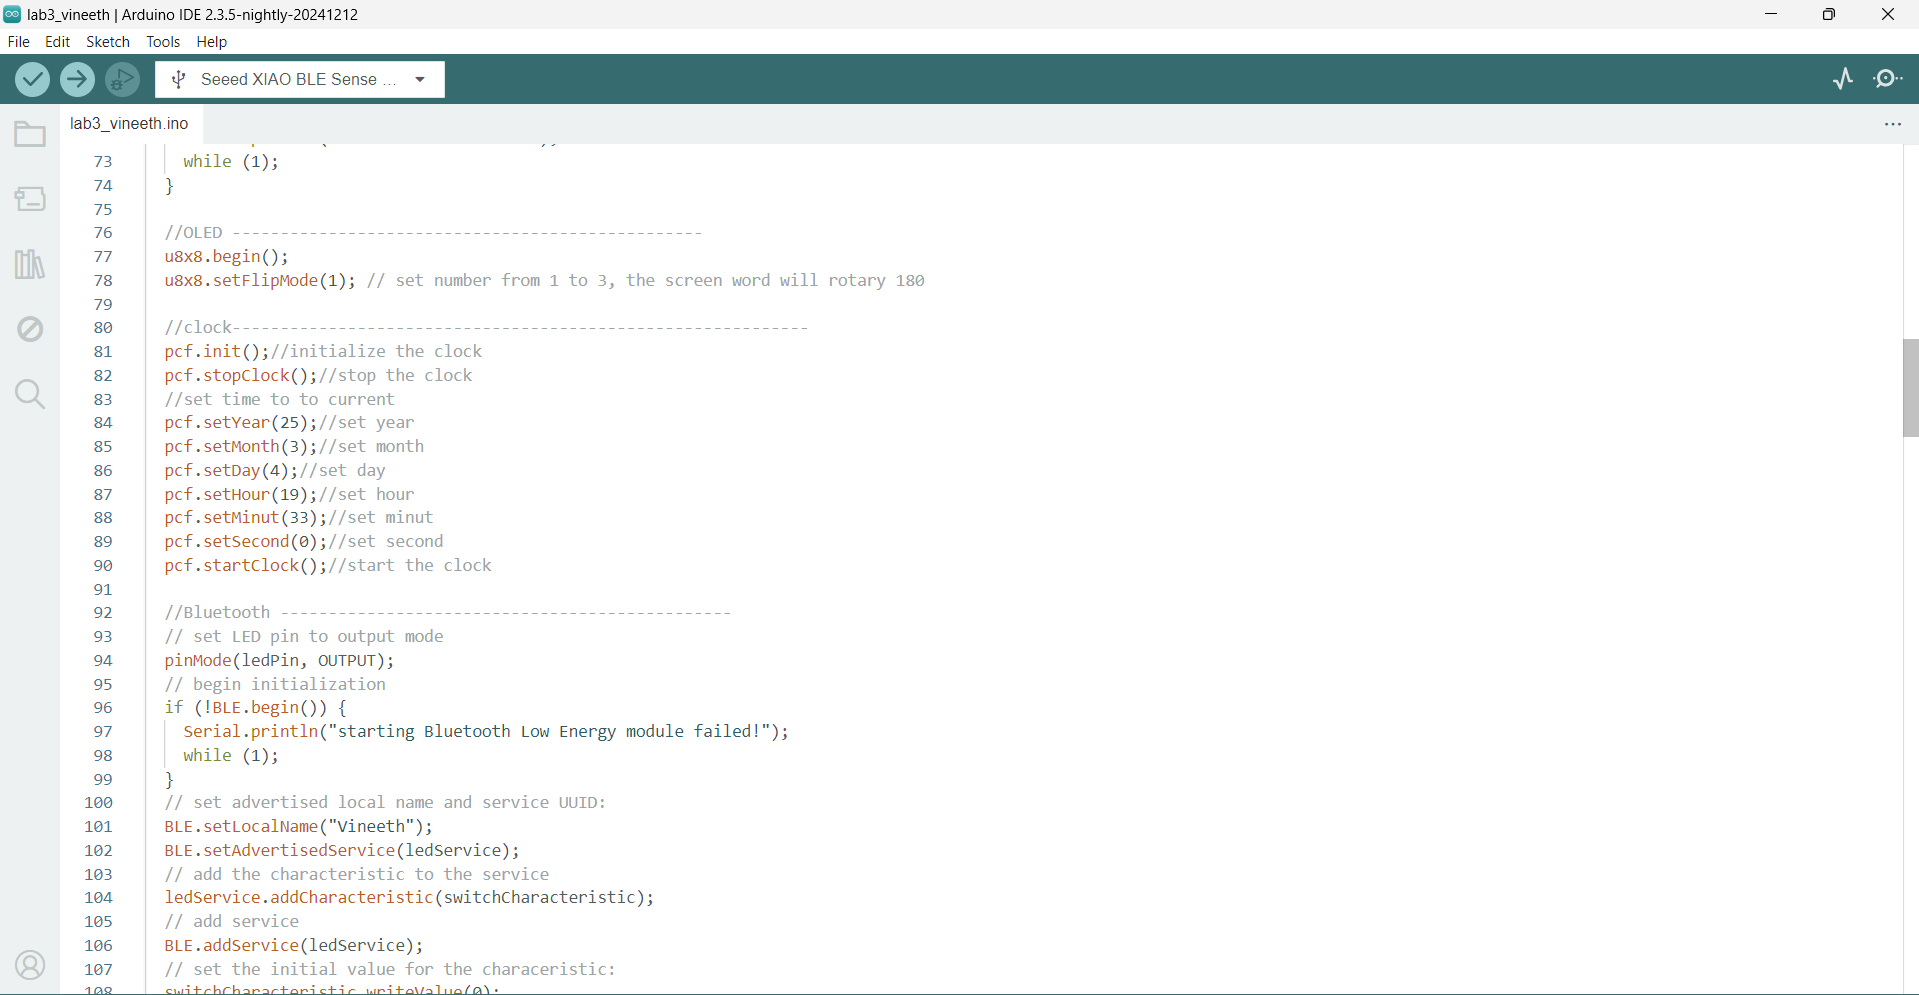 lab3_vineeth | Arduino IDE 2.3.5-nightly-20241212
File Edit Sketch Tools Help
Seeed XIAO BLE Sense ...
lab3_vineeth.ino
73 while (1);
74 }
75
76 //OLED -------------------------------------------------
77 u8x8.begin();
78 u8x8.setFlipMode(1); // set number from 1 to 3, the screen word will rotary 180
79
80 //clock------------------------------------------------------------
81 pcf.init();//initialize the clock
82 pcf.stopClock();//stop the clock
83 //set time to to current
84 pcf.setYear(25);//set year
85 pcf.setMonth(3);//set month
86 pcf.setDay(4);//set day
87 pcf.setHour(19);//set hour
88 pcf.setMinut(33);//set minut
89 pcf.setSecond(0);//set second
90 pcf.startClock();//start the clock
91
92 //Bluetooth -----------------------------------------------
93 // set LED pin to output mode
94 pinMode(ledPin, OUTPUT);
95 // begin initialization
96 if (!BLE.begin()) {
97 Serial.println("starting Bluetooth Low Energy module failed!");
98 while (1);
99 }
100 // set advertised local name and service UUID:
101 BLE.setLocalName("Vineeth");
102 BLE.setAdvertisedService(ledService);
103 // add the characteristic to the service
104 ledService.addCharacteristic(switchCharacteristic);
105 // add service
106 BLE.addService(ledService);
107 // set the initial value for the characeristic:
108 switchCharacteristic.writeValue(0);